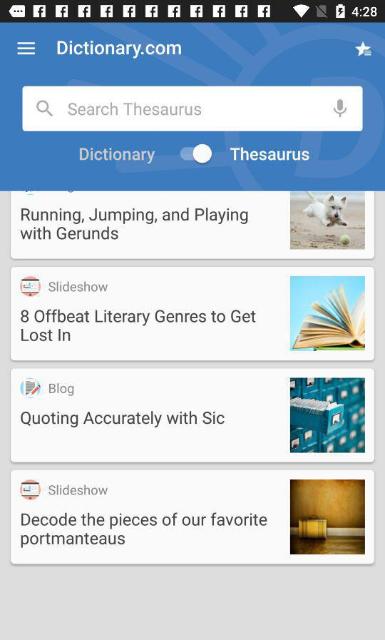 4:28
Dictionary.com
Search Thesaurus
Dictionary Thesaurus
Running, Jumping, and Playing
with Gerunds
Slideshow
8 Offbeat Literary Genres to Get
Lost In
Blog
Quoting Accurately with Sic
Slideshow
Decode the pieces of our favorite
portmanteaus